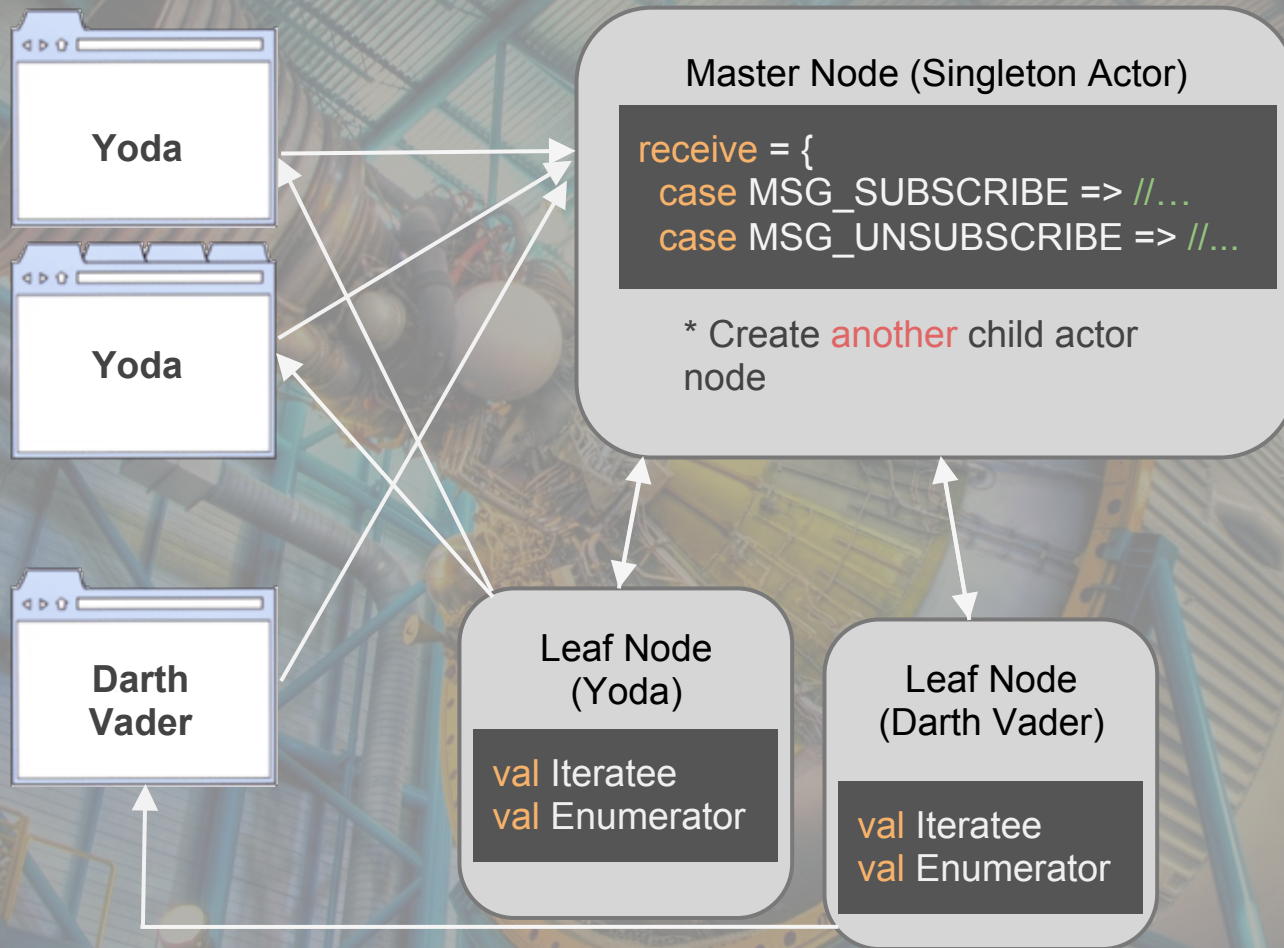 Yoda
Yoda
Darth
Vader
Master Node (Singleton Actor)
receive = {
case MSG_SUBSCRIBE => //…
case MSG_UNSUBSCRIBE => //...
* Create another child actor
node
Leaf Node
(Yoda)
val Iteratee
val Enumerator
Leaf Node
(Darth Vader)
val Iteratee
val Enumerator